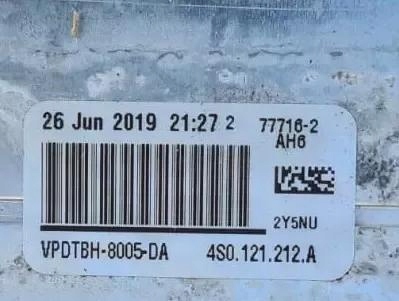 26 Jun 2019 21:27 2 77716-2
AH6
2Y5NU
VPDTBH-8005-DA 4S0.121.212.A